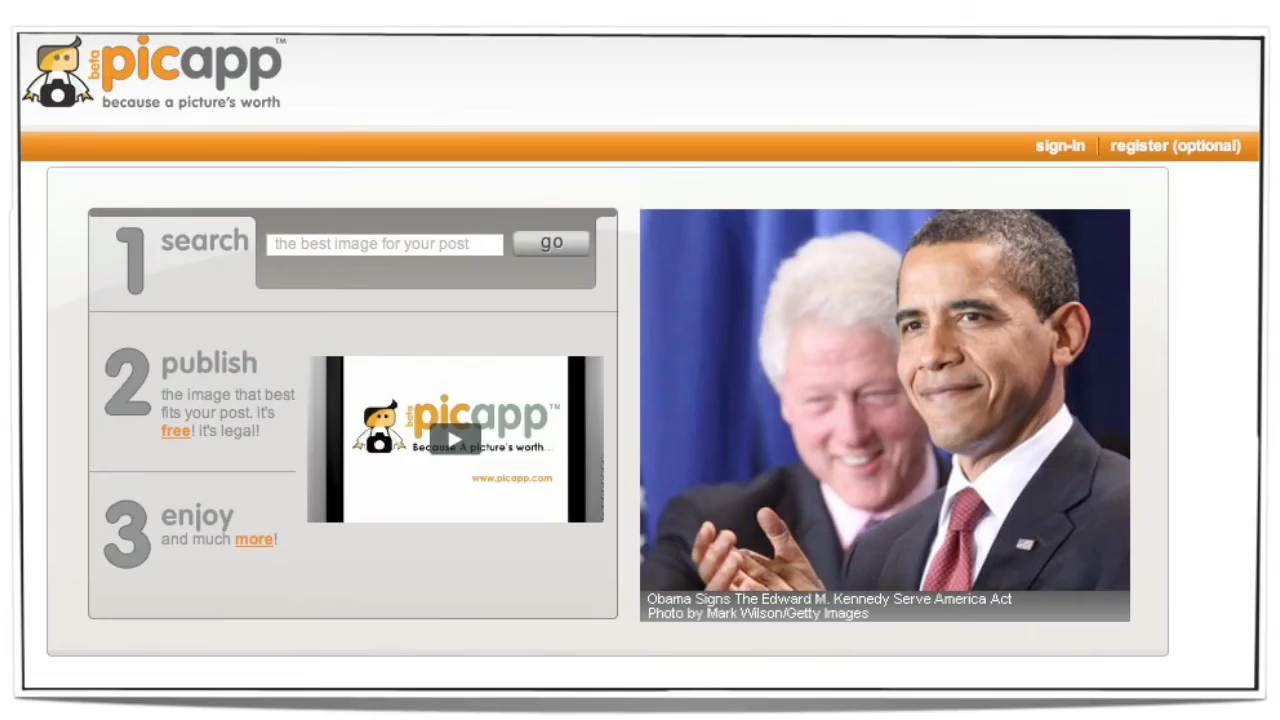 beta picapp™
because a picture's worth
sign-in register (optional)
1 search
the best image for your post
go
2 publish
the image that best
fits your post. it's
free! it's legal!
beta picapp™
Because A picture's worth...
www.picapp.com
3 enjoy
and much more!
Obama Signs The Edward M. Kennedy Serve America Act
Photo by Mark Wilson/Getty Images